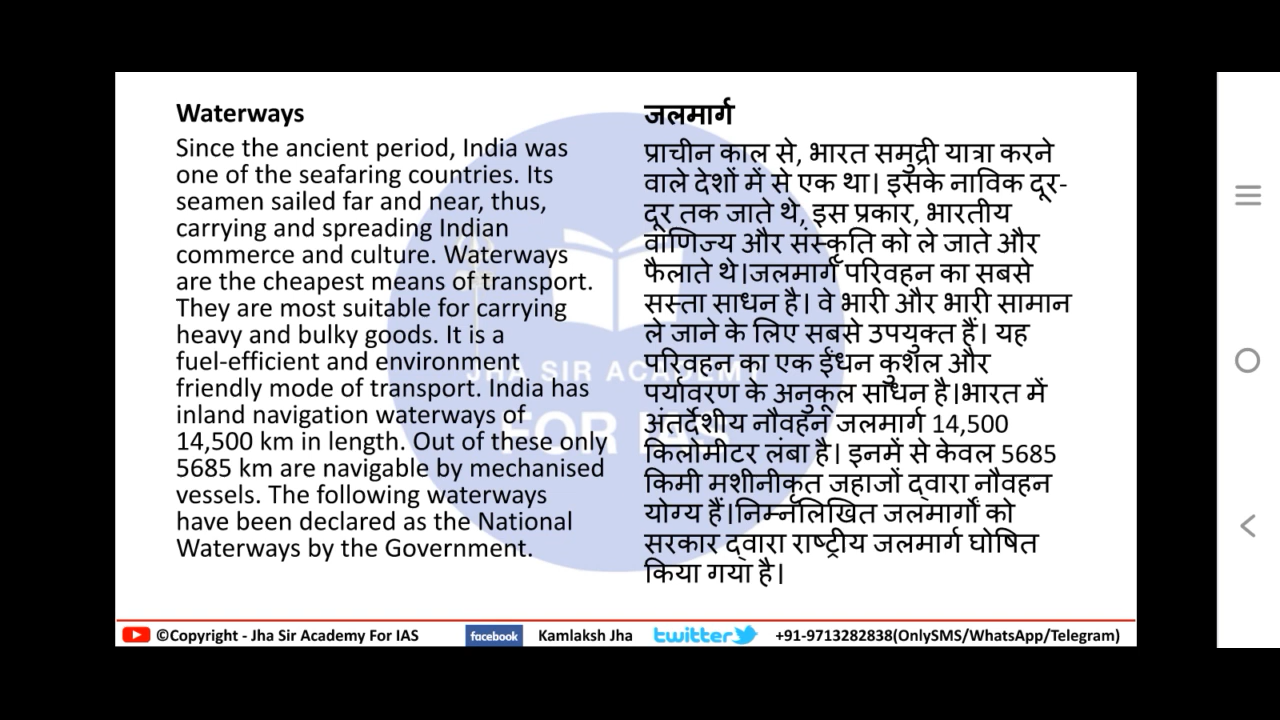 Waterways
Since the ancient period, India was
one of the seafaring countries. Its
seamen sailed far and near, thus,
carrying and spreading Indian
commerce and culture. Waterways
are the cheapest means of transport.
They are most suitable for carrying
heavy and bulky goods. It is a
fuel-efficient and environment
friendly mode of transport. India has
inland navigation waterways of
14,500 km in length. Out of these only
5685 km are navigable by mechanised
vessels. The following waterways
have been declared as the National
Waterways by the Government.
जलमार्ग
प्राचीन काल से, भारत समुद्री यात्रा करने
वाले देशों में से एक था। इसके नाविक दूर-
दूर तक जाते थे, इस प्रकार, भारतीय
वाणिज्य और संस्कृति को ले जाते और
फैलाते थे।जलमार्ग परिवहन का सबसे
सस्ता साधन है। वे भारी और भारी सामान
ले जाने के लिए सबसे उपयुक्त हैं। यह
परिवहन का एक ईंधन कुशल और
पर्यावरण के अनुकूल साधन है।भारत में
अंतर्देशीय नौवहन जलमार्ग 14,500
किलोमीटर लंबा है। इनमें से केवल 5685
किमी मशीनीकृत जहाजों द्वारा नौवहन
योग्य हैं।निम्नलिखित जलमार्गों को
सरकार द्वारा राष्ट्रीय जलमार्ग घोषित
किया गया है।
JHA SIR ACADEMY
FOR IAS
©Copyright - Jha Sir Academy For IAS
facebook
Kamlaksh Jha
twitter
+91-9713282838(OnlySMS/WhatsApp/Telegram)